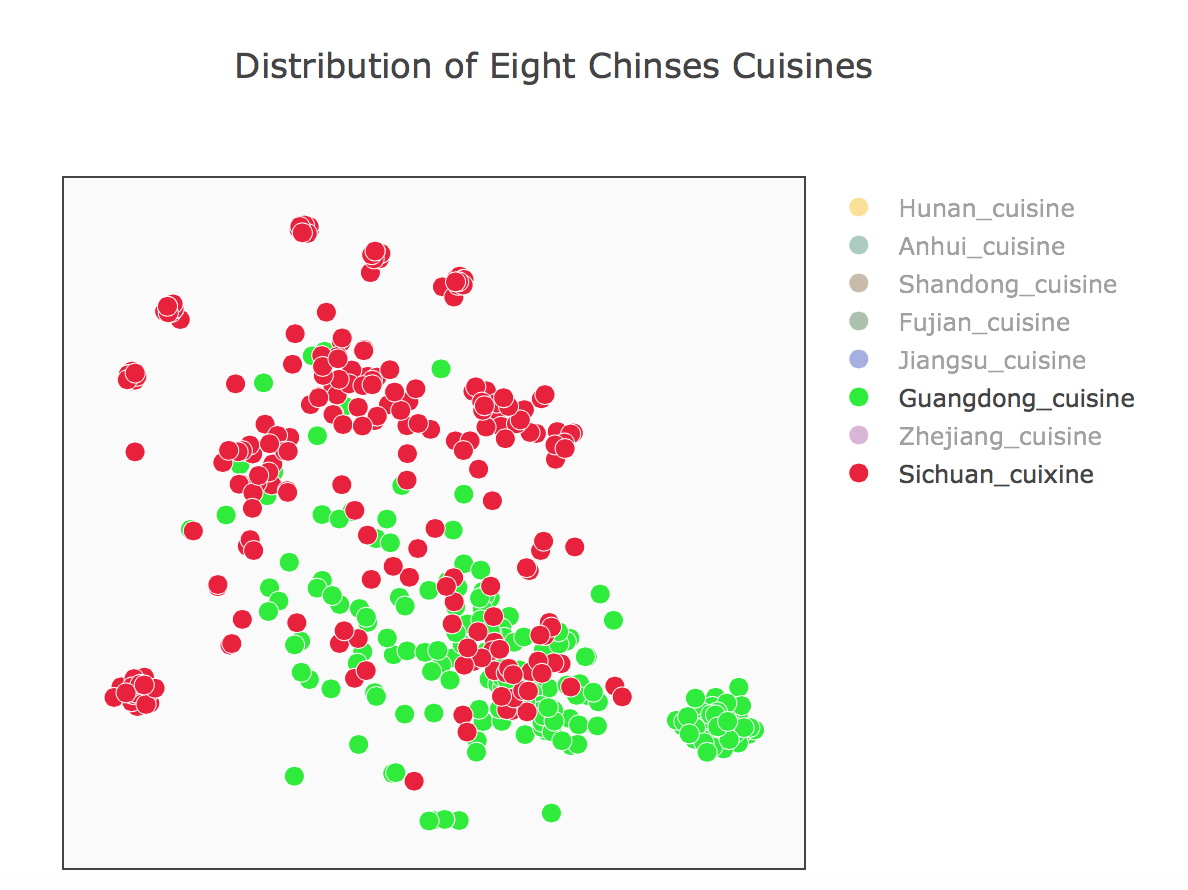 Distribution of Eight Chinses Cuisines
Hunan_cuisine
Anhui_cuisine
Shandong_cuisine
Fujian_cuisine
Jiangsu_cuisine
Guangdong_cuisine
Zhejiang_cuisine
Sichuan_cuixine